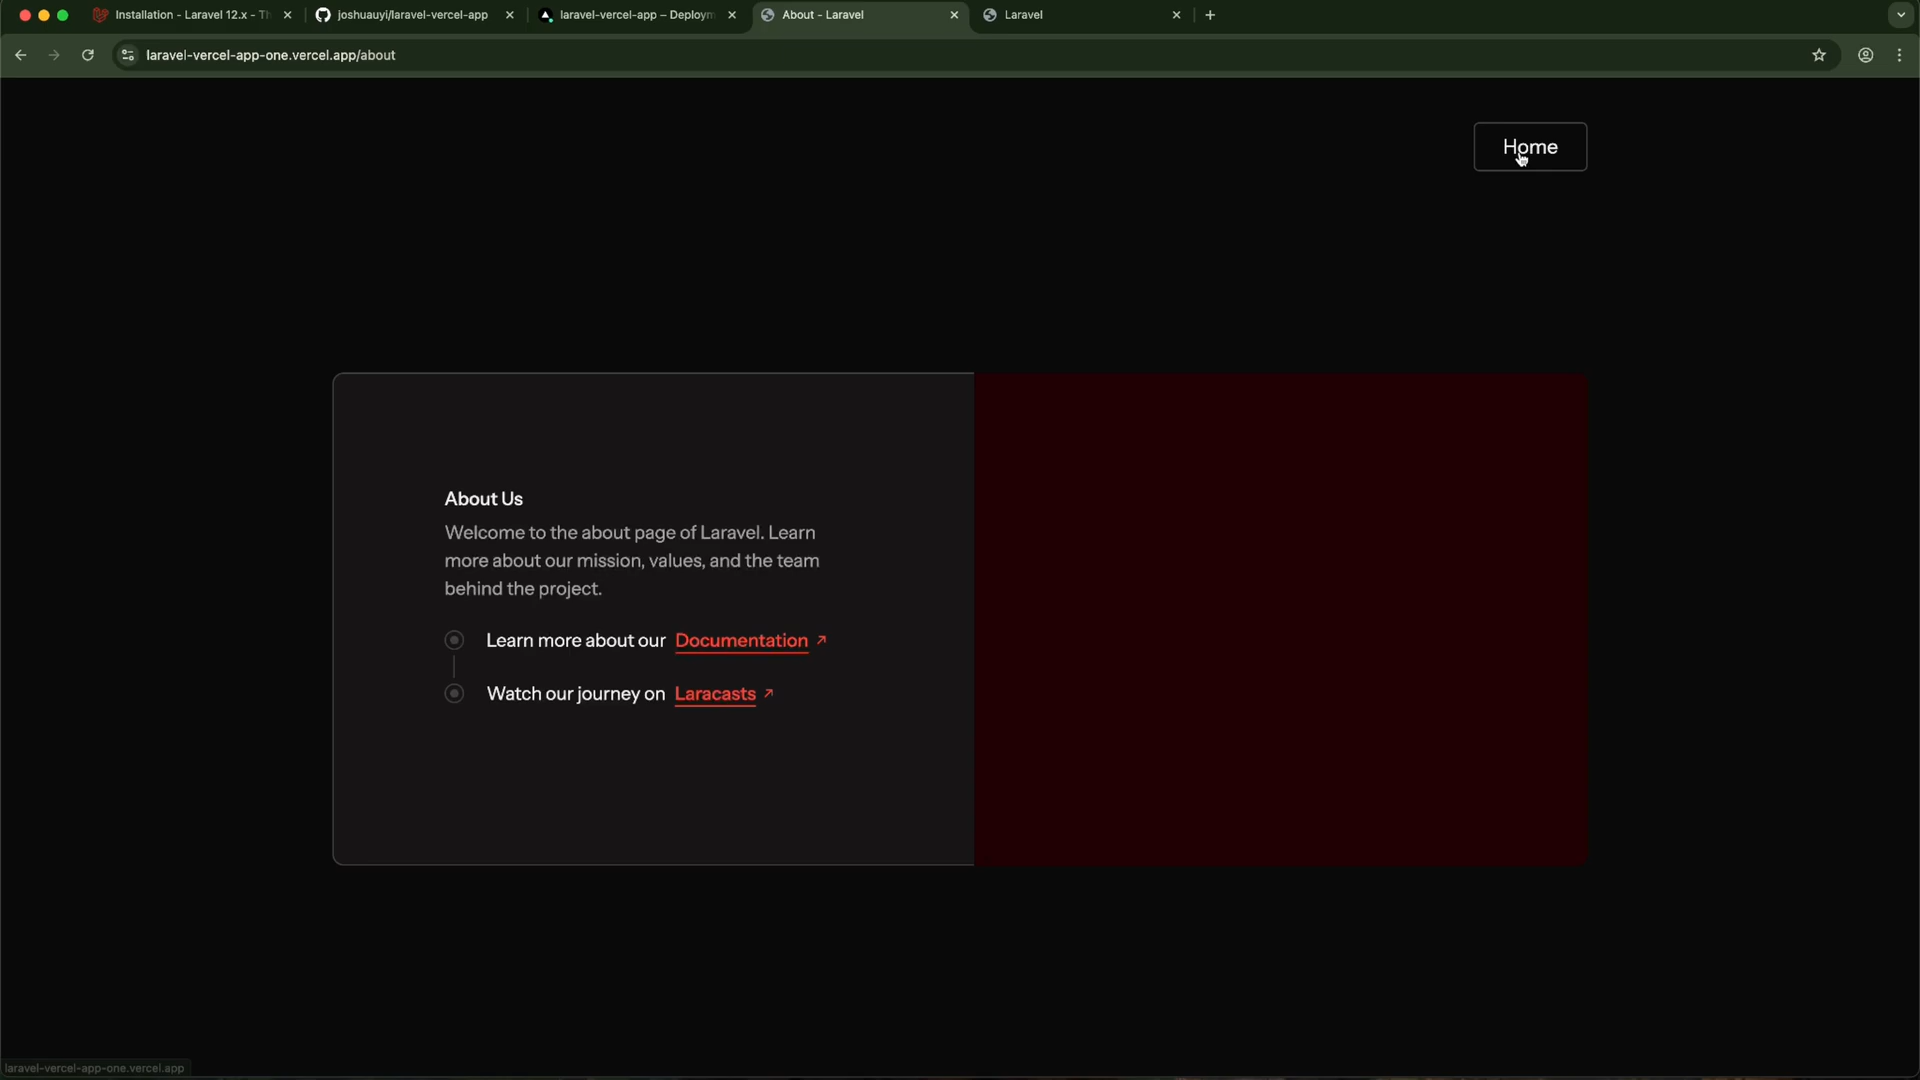 Installation - Laravel 12.x - Th
joshuauyi/laravel-vercel-app
laravel-vercel-app – Deploym
About - Laravel
Laravel
laravel-vercel-app-one.vercel.app/about
Home
About Us
Welcome to the about page of Laravel. Learn
more about our mission, values, and the team
behind the project.
Learn more about our Documentation
Watch our journey on Laracasts
laravel-vercel-app-one.vercel.app